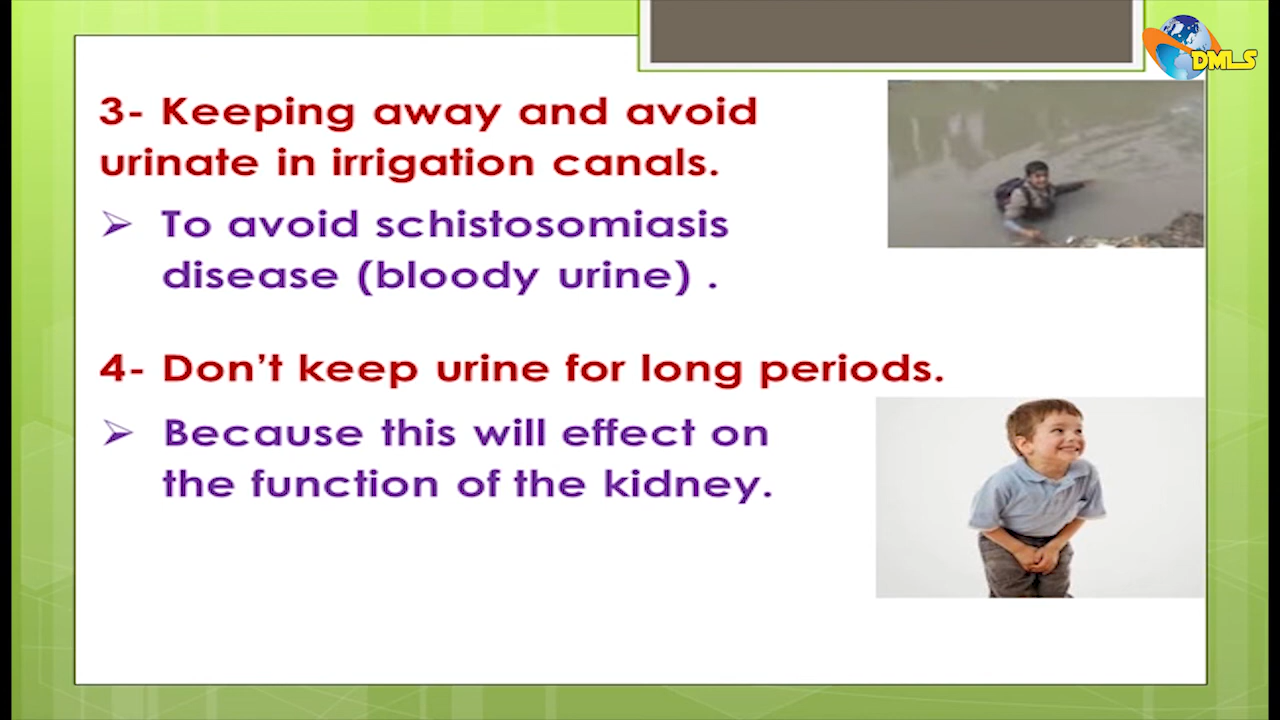 DMLS
3- Keeping away and avoid
urinate in irrigation canals.
➢ To avoid schistosomiasis
disease (bloody urine) .
4- Don't keep urine for long periods.
➢ Because this will effect on
the function of the kidney.